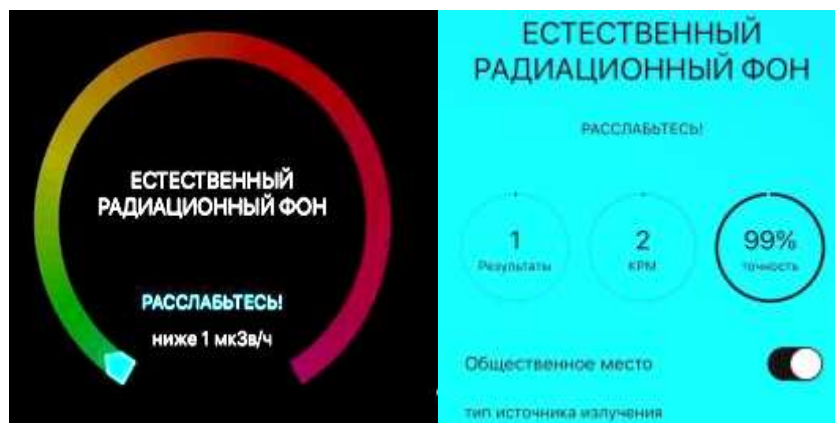 ЕСТЕСТВЕННЫЙ
РАДИАЦИОННЫЙ ФОН
РАССЛАБЬТЕСЬ!
ниже 1 мкЗв/ч
ЕСТЕСТВЕННЫЙ
РАДИАЦИОННЫЙ ФОН
РАССЛАБЬТЕСЬ!
1
Результаты
2
КРМ
99%
точность
Общественное место
тип источника излучения